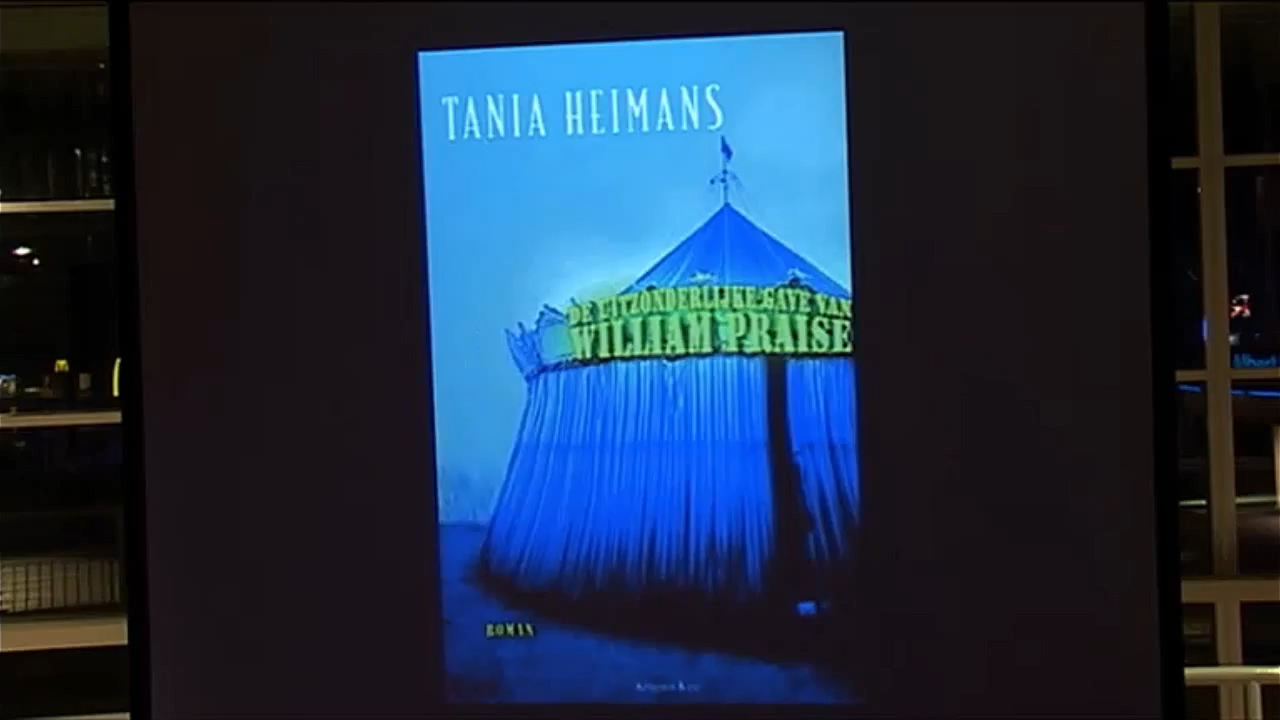 TANIA HEIMANS
DE UITZONDERLIJKE GAVE VAN
WILLIAM PRAISE
ROMAN